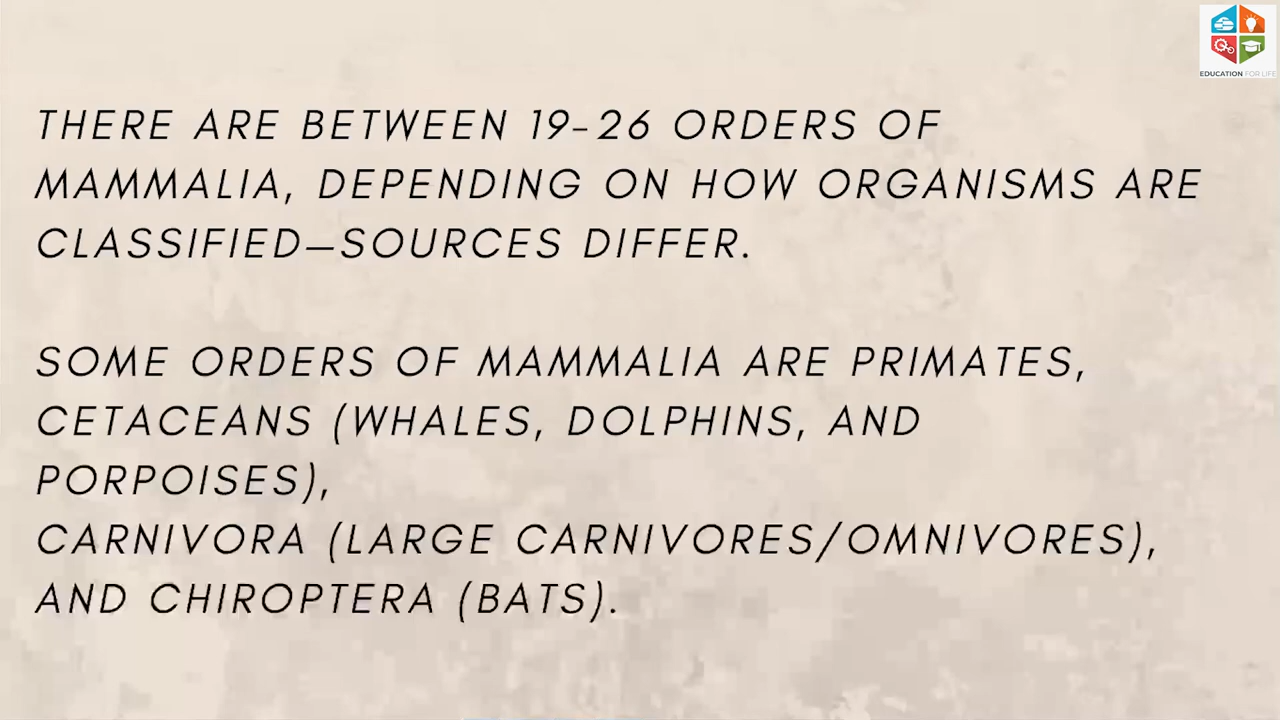 EDUCATION FOR LIFE
THERE ARE BETWEEN 19-26 ORDERS OF
MAMMALIA, DEPENDING ON HOW ORGANISMS ARE
CLASSIFIED—SOURCES DIFFER.
SOME ORDERS OF MAMMALIA ARE PRIMATES,
CETACEANS (WHALES, DOLPHINS, AND
PORPOISES),
CARNIVORA (LARGE CARNIVORES/OMNIVORES),
AND CHIROPTERA (BATS).